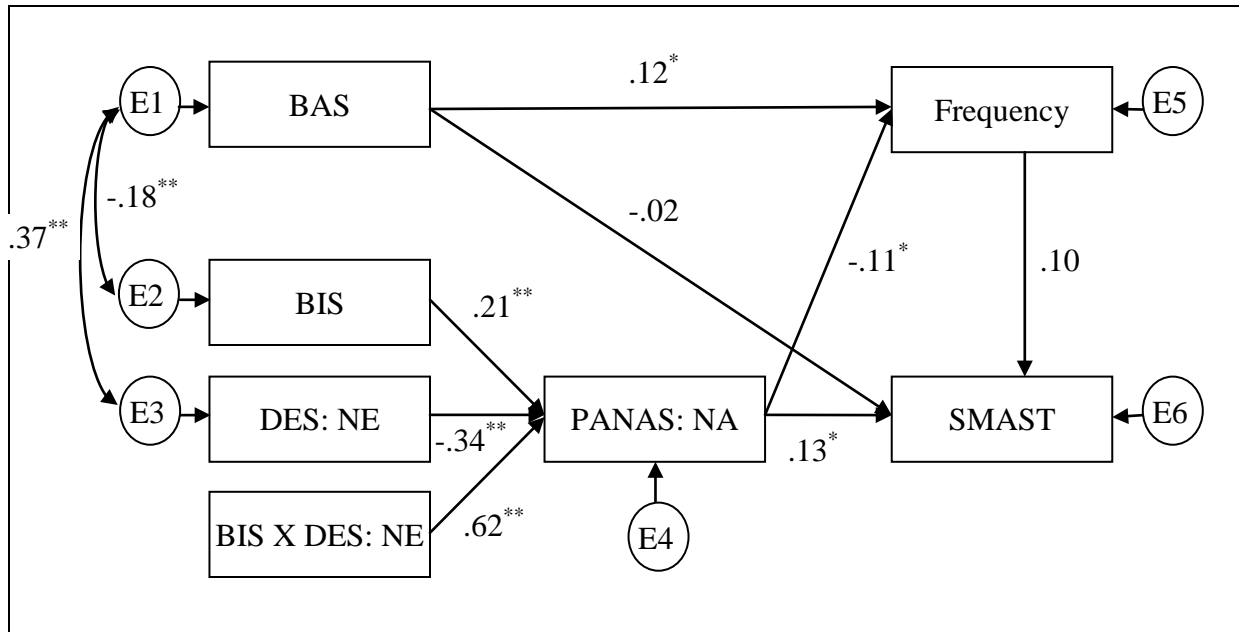 .12*
E1
BAS
Frequency
E5
-.18**
-.02
.37**
-.11*
.10
E2
BIS
.21**
E3
DES: NE
-.34**
PANAS: NA
.13*
SMAST
E6
BIS X DES: NE
.62**
E4